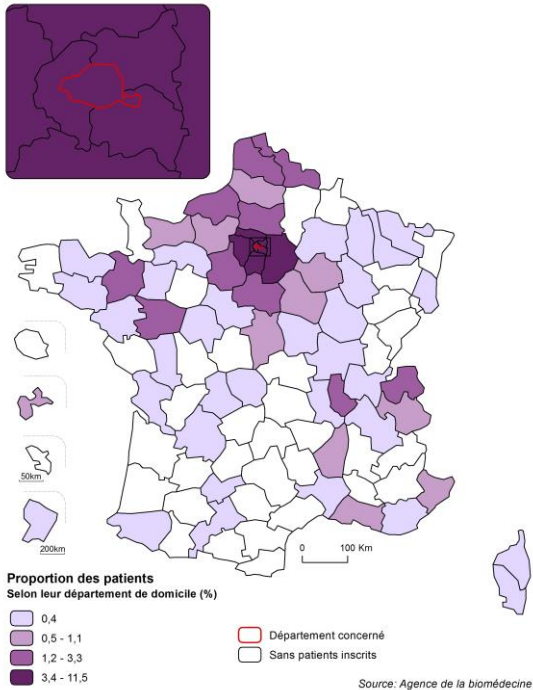 50km
200km
0 100 Km
Proportion des patients
Selon leur département de domicile (%)
0,4
0,5 - 1,1
1,2 - 3,3
3,4 - 11,5
Département concerné
Sans patients inscrits
Source: Agence de la biomédecine